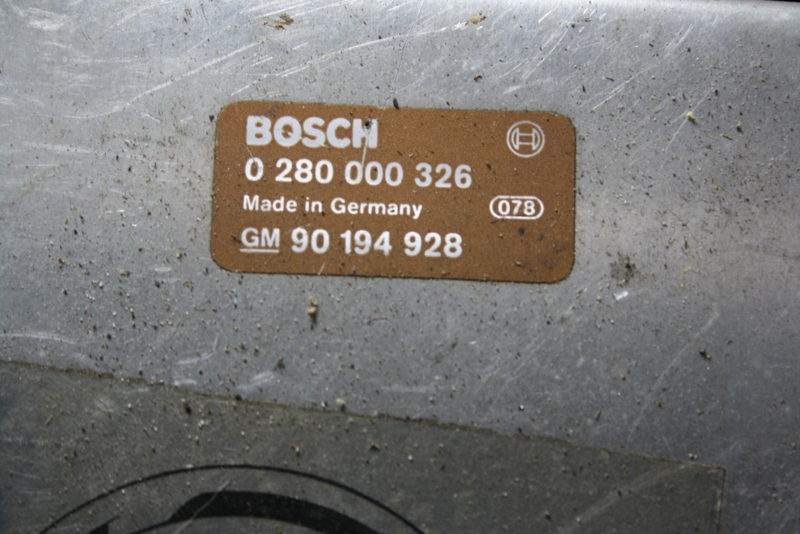 BOSCH
0 280 000 326
Made in Germany 078
GM 90 194 928